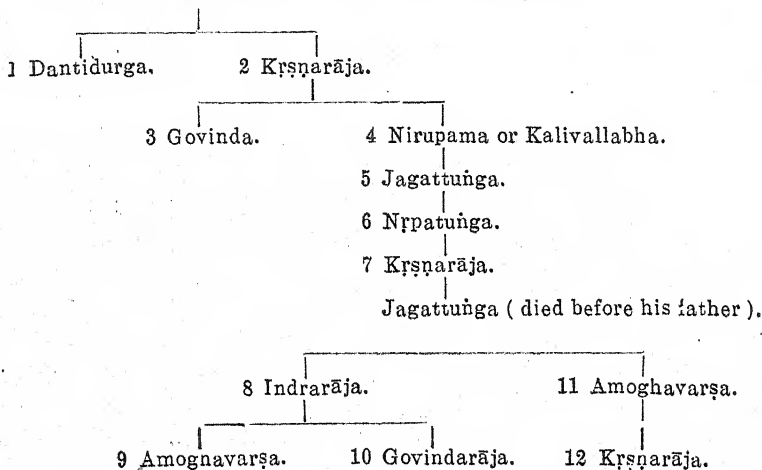 1 Dantidurga. 2 Kṛṣṇarāja.
3 Govinda. 4 Nirupama or Kalivallabha.
5 Jagattuṅga.
6 Nṛpatuṅga.
7 Kṛṣṇarāja.
Jagattuṅga ( died before his father ).
8 Indrarāja. 11 Amoghavarṣa.
9 Amognavarṣa. 10 Govindarāja. 12 Kṛṣṇarāja.